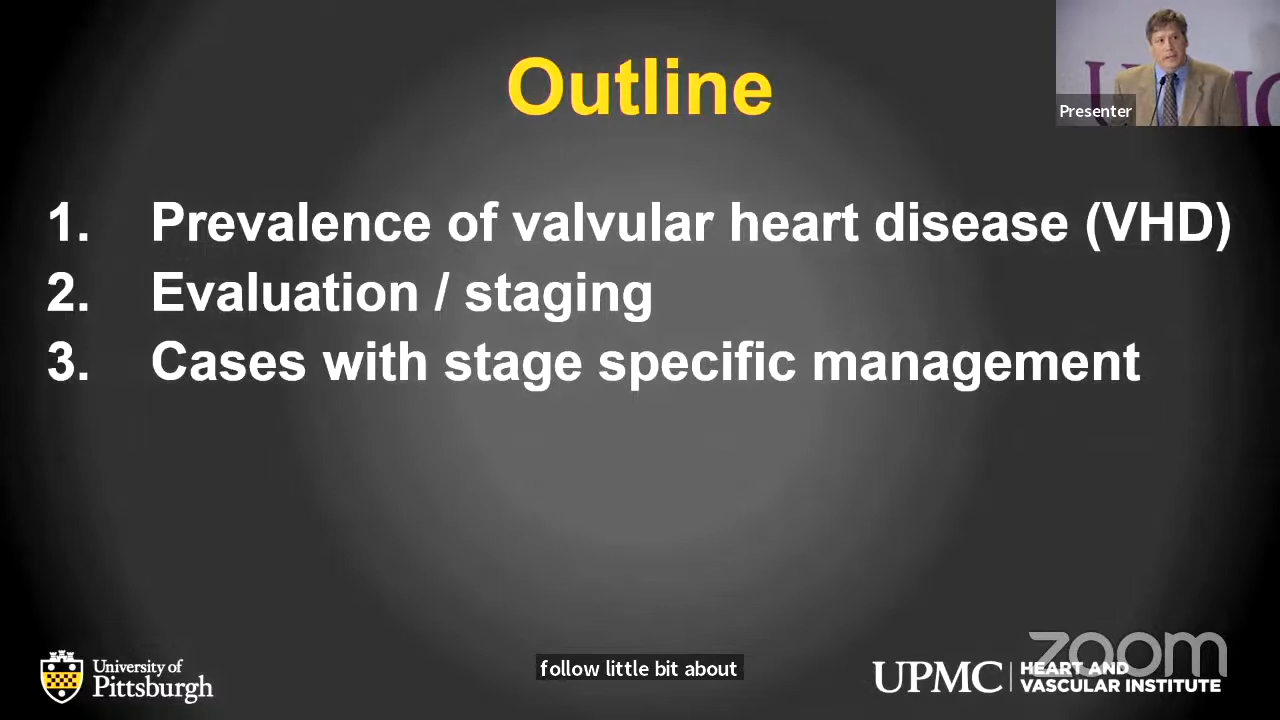 Outline
Presenter
1. Prevalence of valvular heart disease (VHD)
2. Evaluation / staging
3. Cases with stage specific management
University of
Pittsburgh
follow little bit about
zoom
UPMC
HEART AND
VASCULAR INSTITUTE